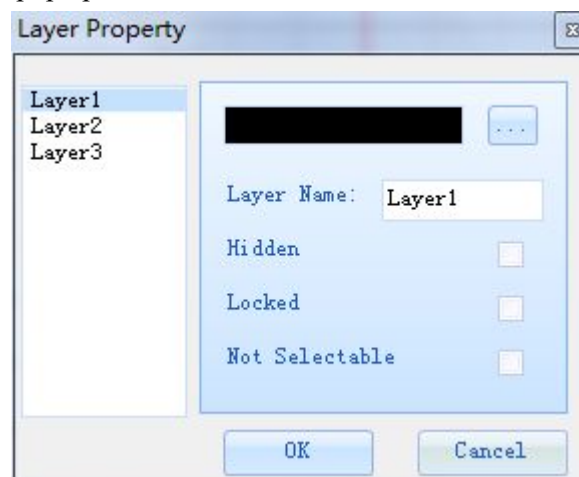 Layer Property
Layer1
Layer2
Layer3
...
Layer Name:
Layer1
Hidden
Locked
Not Selectable
OK
Cancel